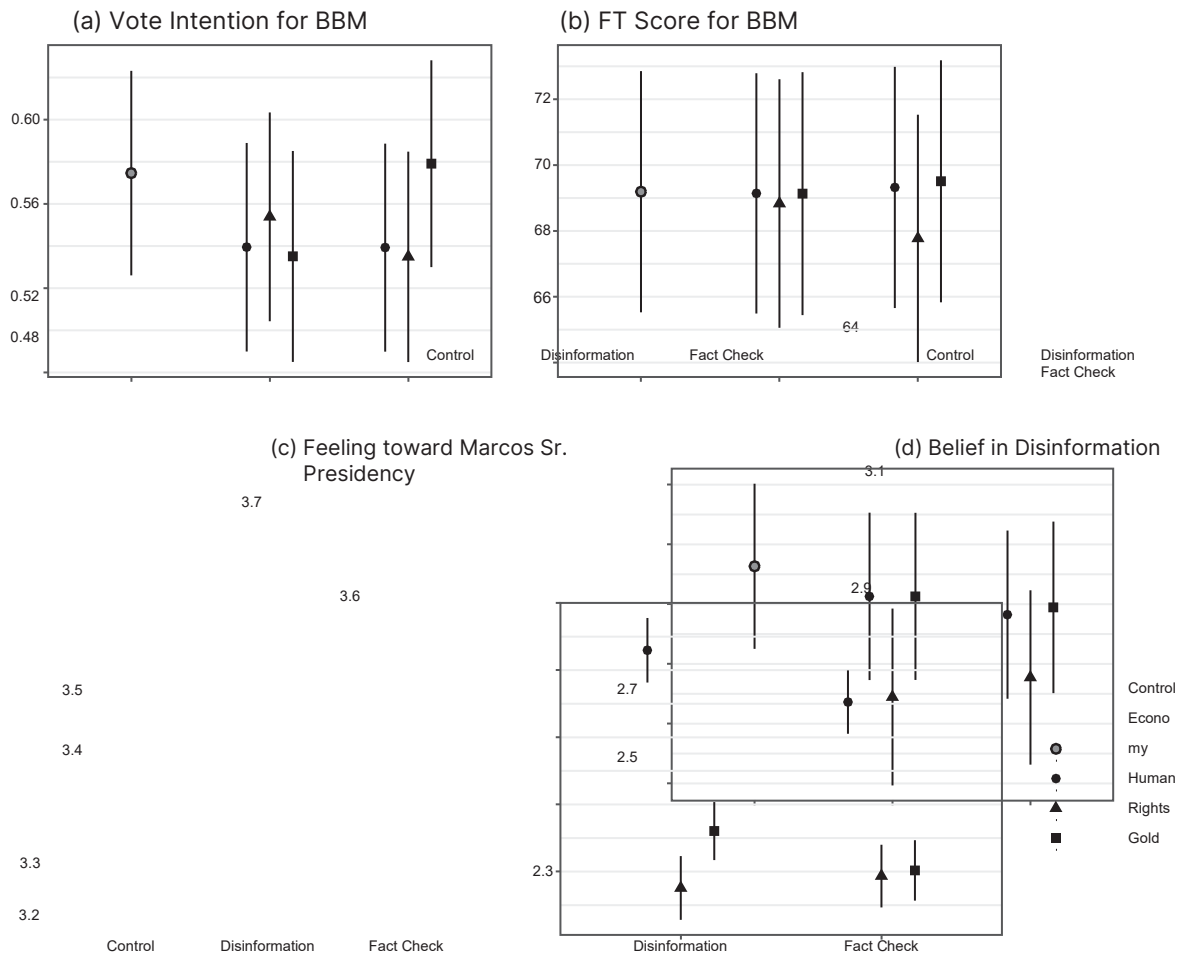 (a) Vote Intention for BBM
(b) FT Score for BBM
0.60
0.56
0.52
0.48
Control
72
70
68
66
64
Disinformation
Fact Check
Control
Disinformation
Fact Check
(c) Feeling toward Marcos Sr.
Presidency
3.7
3.6
3.5
3.4
3.3
3.2
Control
Disinformation
Fact Check
(d) Belief in Disinformation
3.1
2.9
2.7
2.5
2.3
Disinformation
Fact Check
Control
Econo
my
Human
Rights
Gold